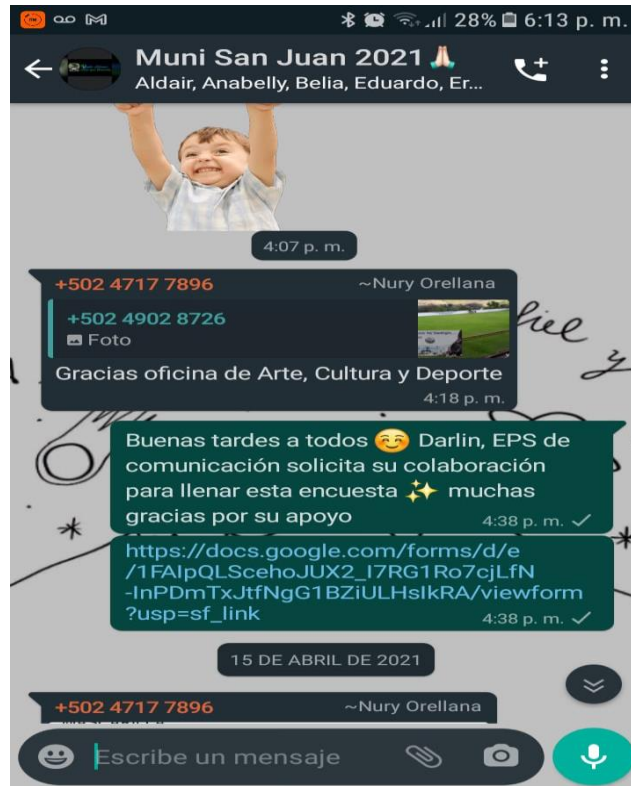 28% 6:13 p. m.
Muni San Juan 2021 🙏🏻
Aldair, Anabelly, Belia, Eduardo, Er...
4:07 p. m.
+502 4717 7896 ~Nury Orellana
+502 4902 8726
Foto
Gracias oficina de Arte, Cultura y Deporte
4:18 p. m.
fiel
y
Buenas tardes a todos ☺️ Darlin, EPS de
comunicación solicita su colaboración
para llenar esta encuesta ✨ muchas
gracias por su apoyo
4:38 p. m.
https://docs.google.com/forms/d/e
/1FAIpQLScehoJUX2_I7RG1Ro7cjLfN
-InPDmTxJtfNgG1BZiULHsIkRA/viewform
?usp=sf_link
4:38 p. m.
15 DE ABRIL DE 2021
+502 4717 7896 ~Nury Orellana
Escribe un mensaje